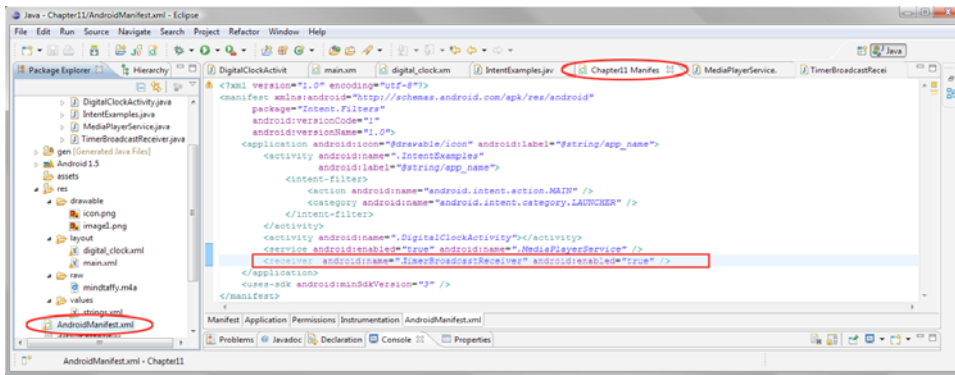 Java - Chapter11/AndroidManifest.xml - Eclipse
File Edit Run Source Navigate Search Project Refactor Window Help
Java
Package Explorer
Hierarchy
DigitalClockActivit
main.xm
digital_clock.xm
IntentExamples.jav
Chapter11 Manifes
MediaPlayerService.
TimerBroadcastRecei
DigitalClockActivity.java
IntentExamples.java
MediaPlayerService.java
TimerBroadcastReceiver.java
gen [Generated Java Files]
Android 1.5
assets
res
drawable
icon.png
image1.png
layout
digital_clock.xml
main.xml
raw
mindtaffy.m4a
values
strings.xml
AndroidManifest.xml
<?xml version="1.0" encoding="utf-8"?>
<manifest xmlns:android="http://schemas.android.com/apk/res/android"
package="Intent.Filters"
android:versionCode="1"
android:versionName="1.0">
<application android:icon="@drawable/icon" android:label="@string/app_name">
<activity android:name=".IntentExamples"
android:label="@string/app_name">
<intent-filter>
<action android:name="android.intent.action.MAIN" />
<category android:name="android.intent.category.LAUNCHER" />
</intent-filter>
</activity>
<activity android:name=".DigitalClockActivity"></activity>
<service android:enabled="true" android:name=".MediaPlayerService" />
<receiver android:name=".TimerBroadcastReceiver" android:enabled="true" />
</application>
<uses-sdk android:minSdkVersion="3" />
</manifest>
Manifest Application Permissions Instrumentation AndroidManifest.xml
Problems Javadoc Declaration Console Properties
AndroidManifest.xml - Chapter11